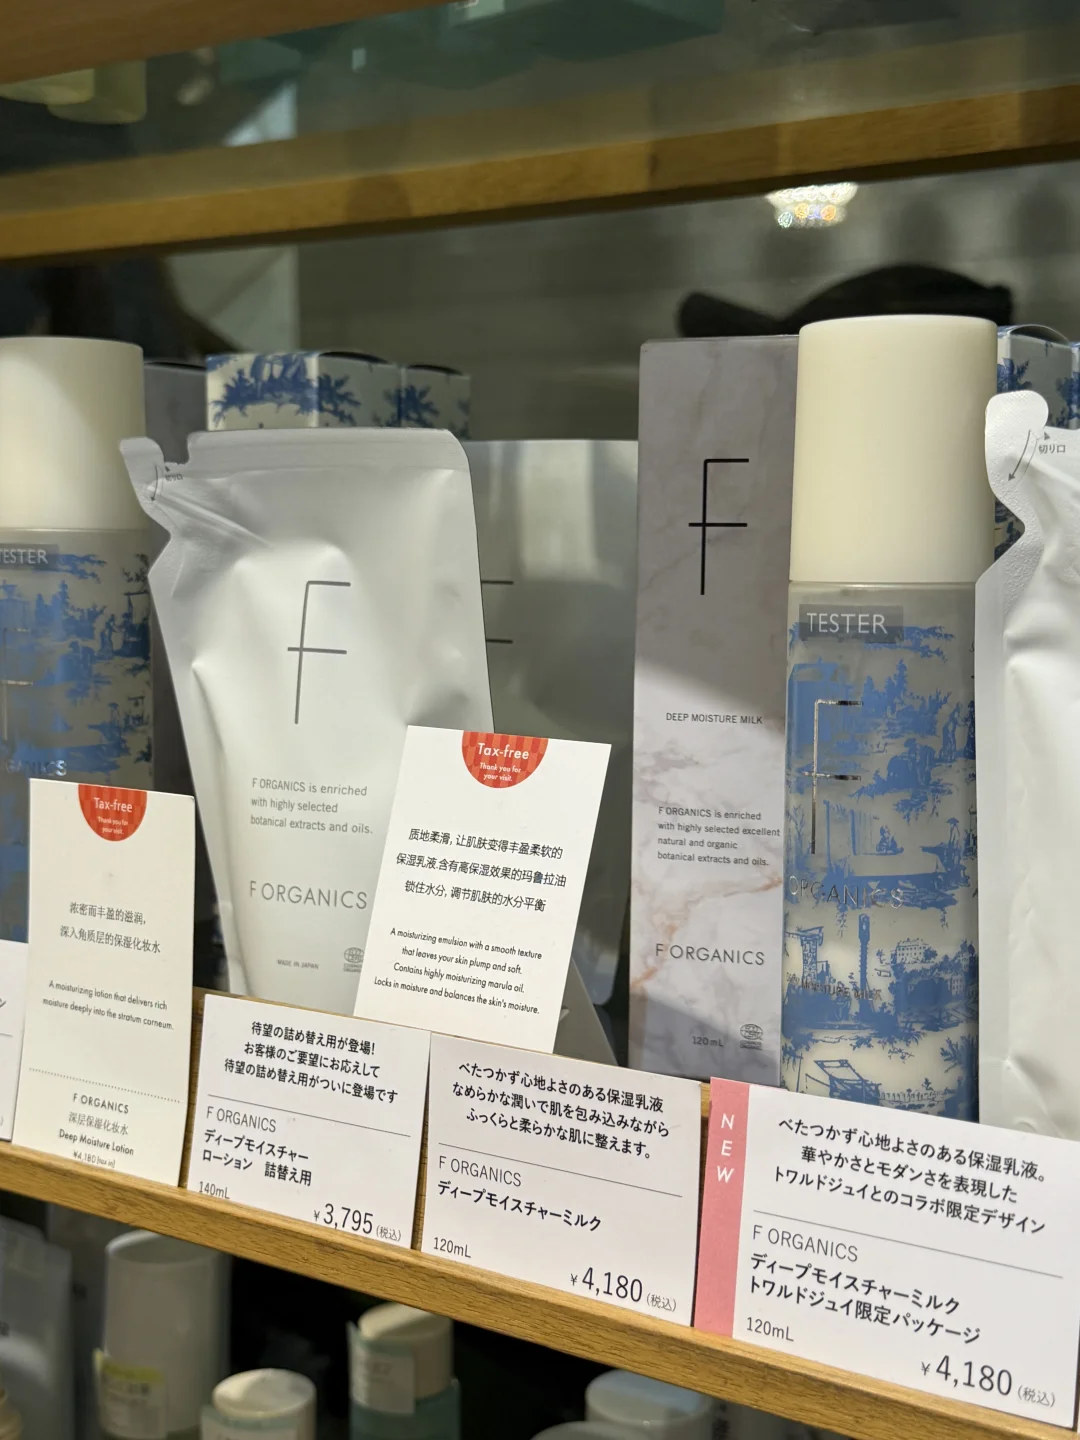 TESTER
F ORGANICS is enriched
with highly selected
botanical extracts and oils.
F ORGANICS
MADE IN JAPAN
DEEP MOISTURE MILK
F ORGANICS is enriched
with highly selected excellent
natural and organic
botanical extracts and oils.
F ORGANICS
120mL
TESTER
ORGANICS
切り口
Tax-free
Thank you for
your visit.
浓密而丰盈的滋润,
深入角质层的保湿化妆水
A moisturizing lotion that delivers rich
moisture deeply into the stratum corneum.
F ORGANICS
深层保湿化妆水
Deep Moisture Lotion
Tax-free
Thank you for
your visit.
质地柔滑, 让肌肤变得丰盈柔软的
保湿乳液.含有高保湿效果的玛鲁拉油
锁住水分, 调节肌肤的水分平衡
A moisturizing emulsion with a smooth texture
that leaves your skin plump and soft.
Contains highly moisturizing marula oil.
Locks in moisture and balances the skin's moisture.
待望の詰め替え用が登場!
お客様のご要望にお応えして
待望の詰め替え用がついに登場です
F ORGANICS
ディープモイスチャー
ローション 詰替え用
140mL
¥3,795(税込)
べたつかず心地よさのある保湿乳液
なめらかな潤いで肌を包み込みながら
ふっくらと柔らかな肌に整えます。
F ORGANICS
ディープモイスチャーミルク
120mL
¥4,180(税込)
NEW
べたつかず心地よさのある保湿乳液。
華やかさとモダンさを表現した
トワルドジュイとのコラボ限定デザイン
F ORGANICS
ディープモイスチャーミルク
トワルドジュイ限定パッケージ
120mL
¥4,180(税込)